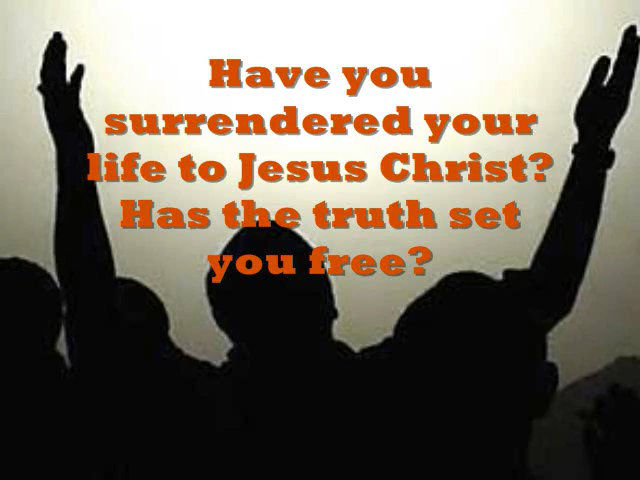 Have you
surrendered your
life to Jesus Christ?
Has the truth set
you free?